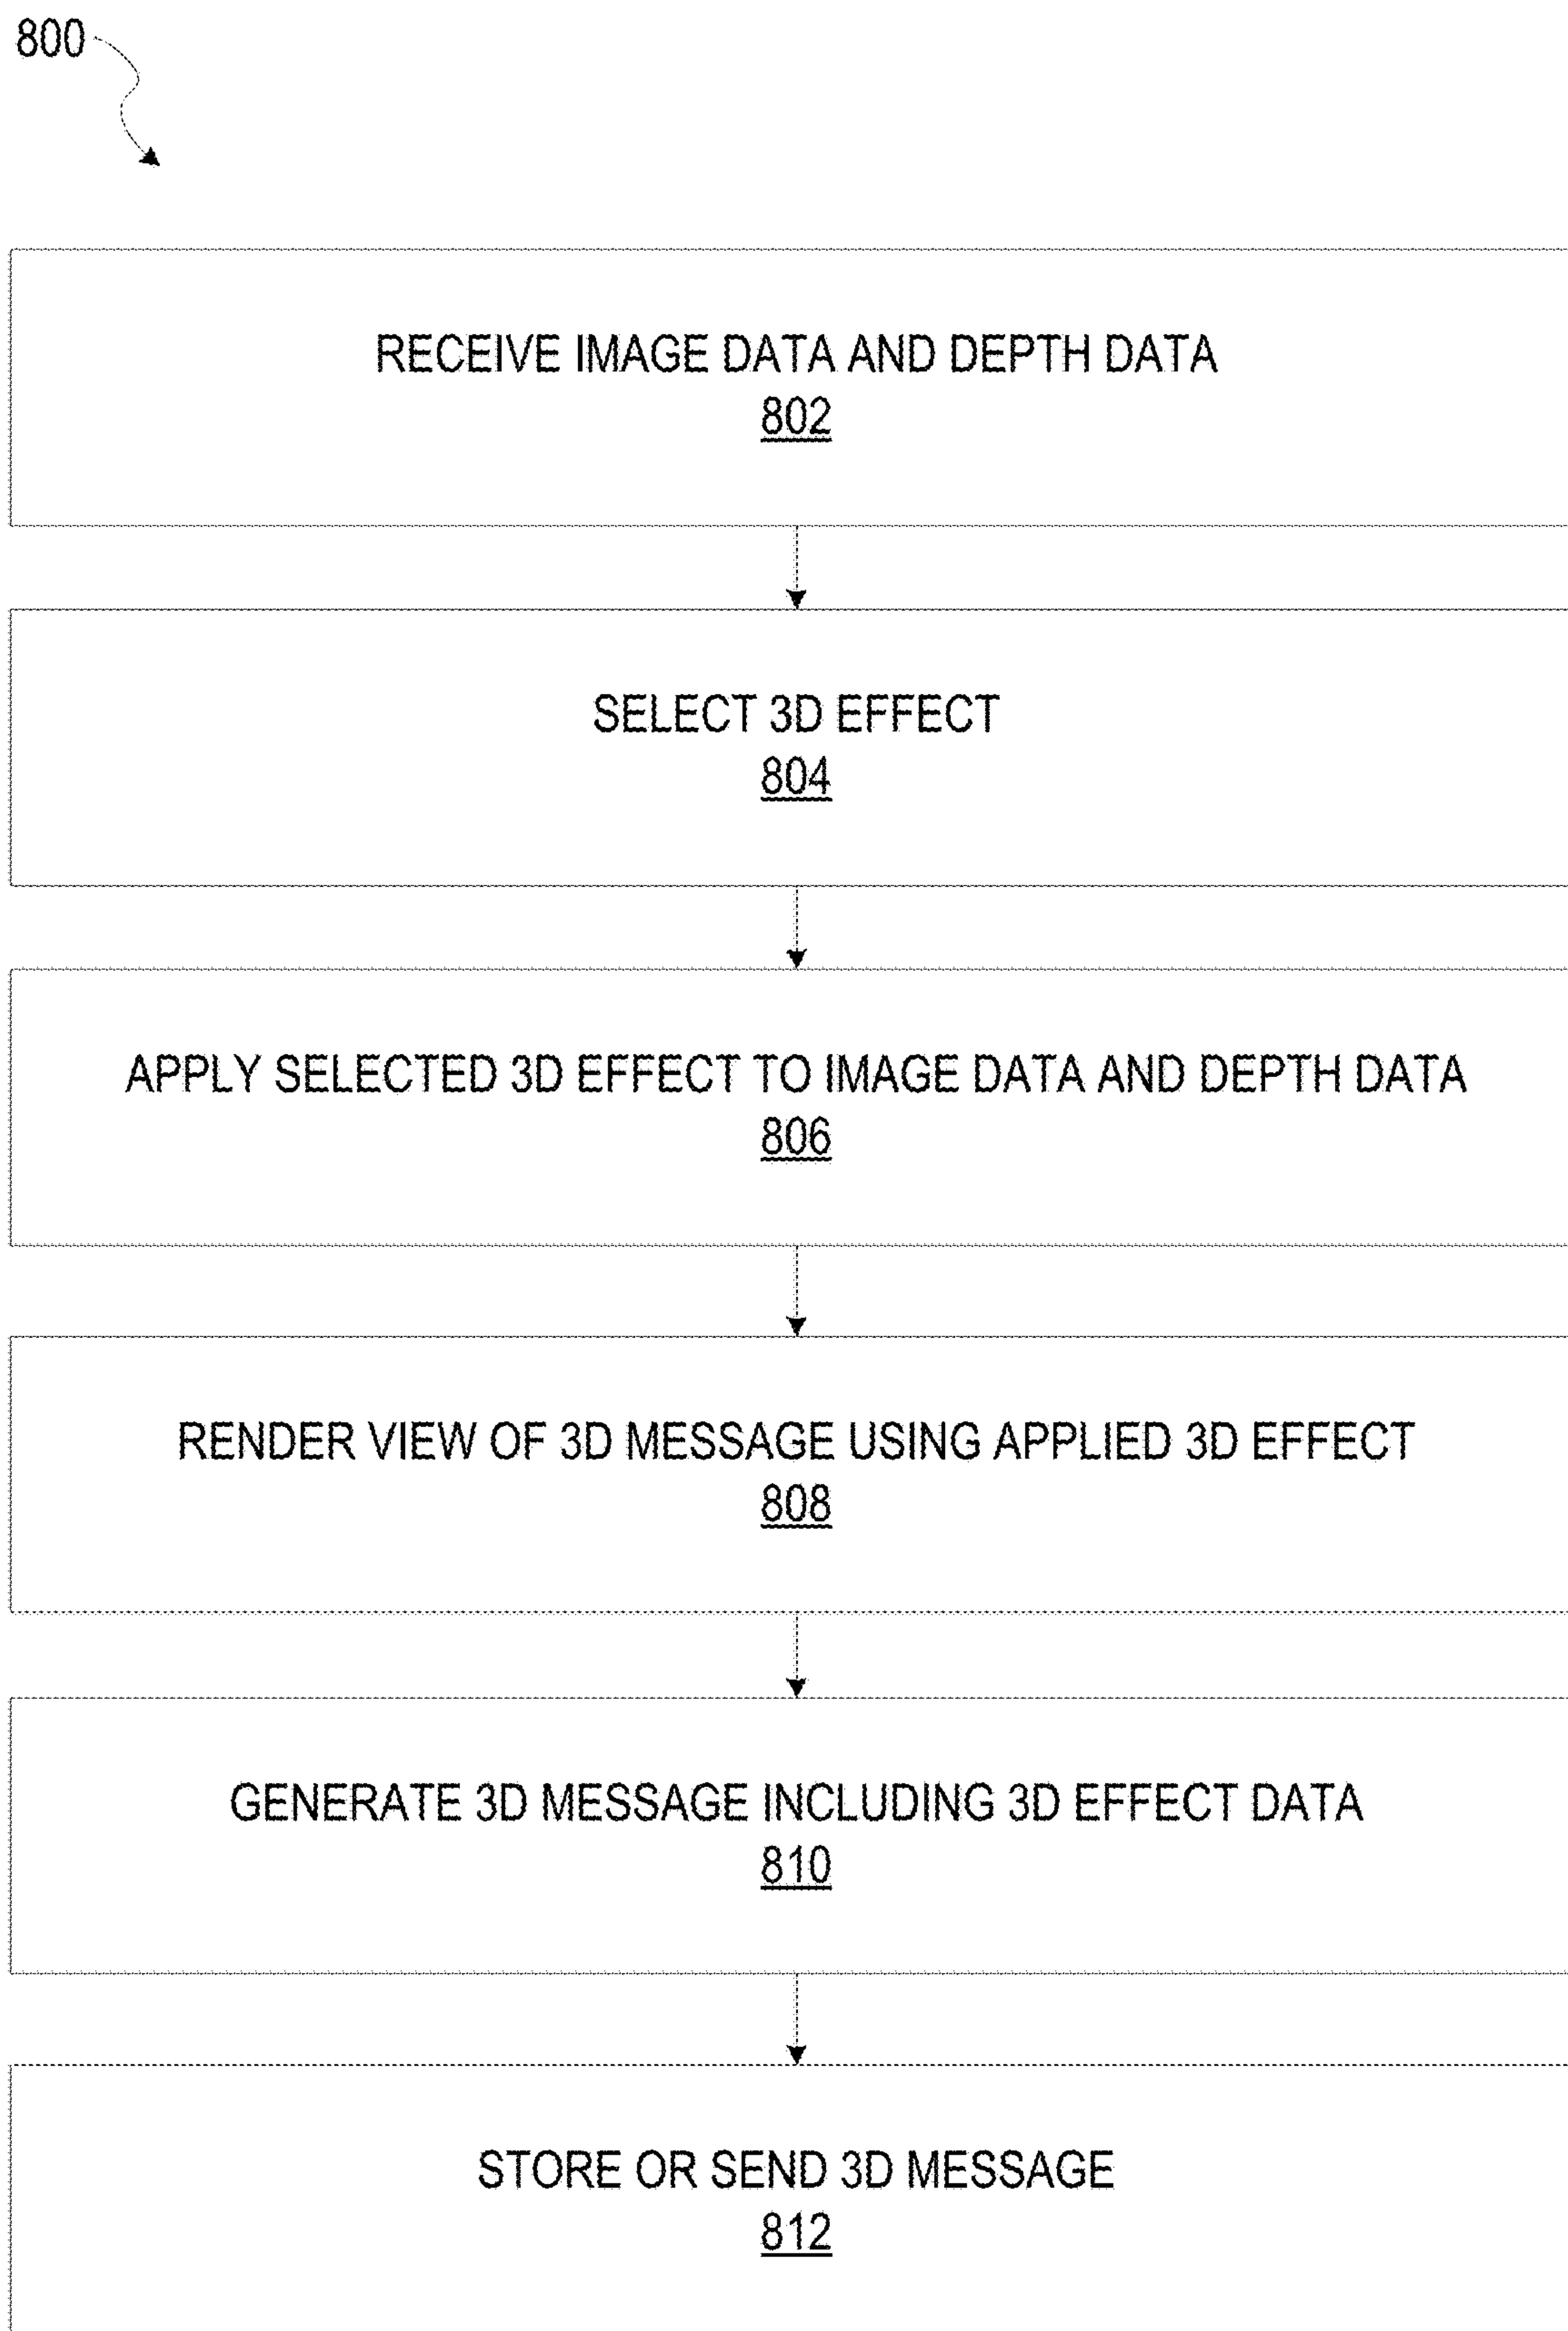 800
RECEIVE IMAGE DATA AND DEPTH DATA
802
SELECT 3D EFFECT
804
APPLY SELECTED 3D EFFECT TO IMAGE DATA AND DEPTH DATA
806
RENDER VIEW OF 3D MESSAGE USING APPLIED 3D EFFECT
808
GENERATE 3D MESSAGE INCLUDING 3D EFFECT DATA
810
STORE OR SEND 3D MESSAGE
812